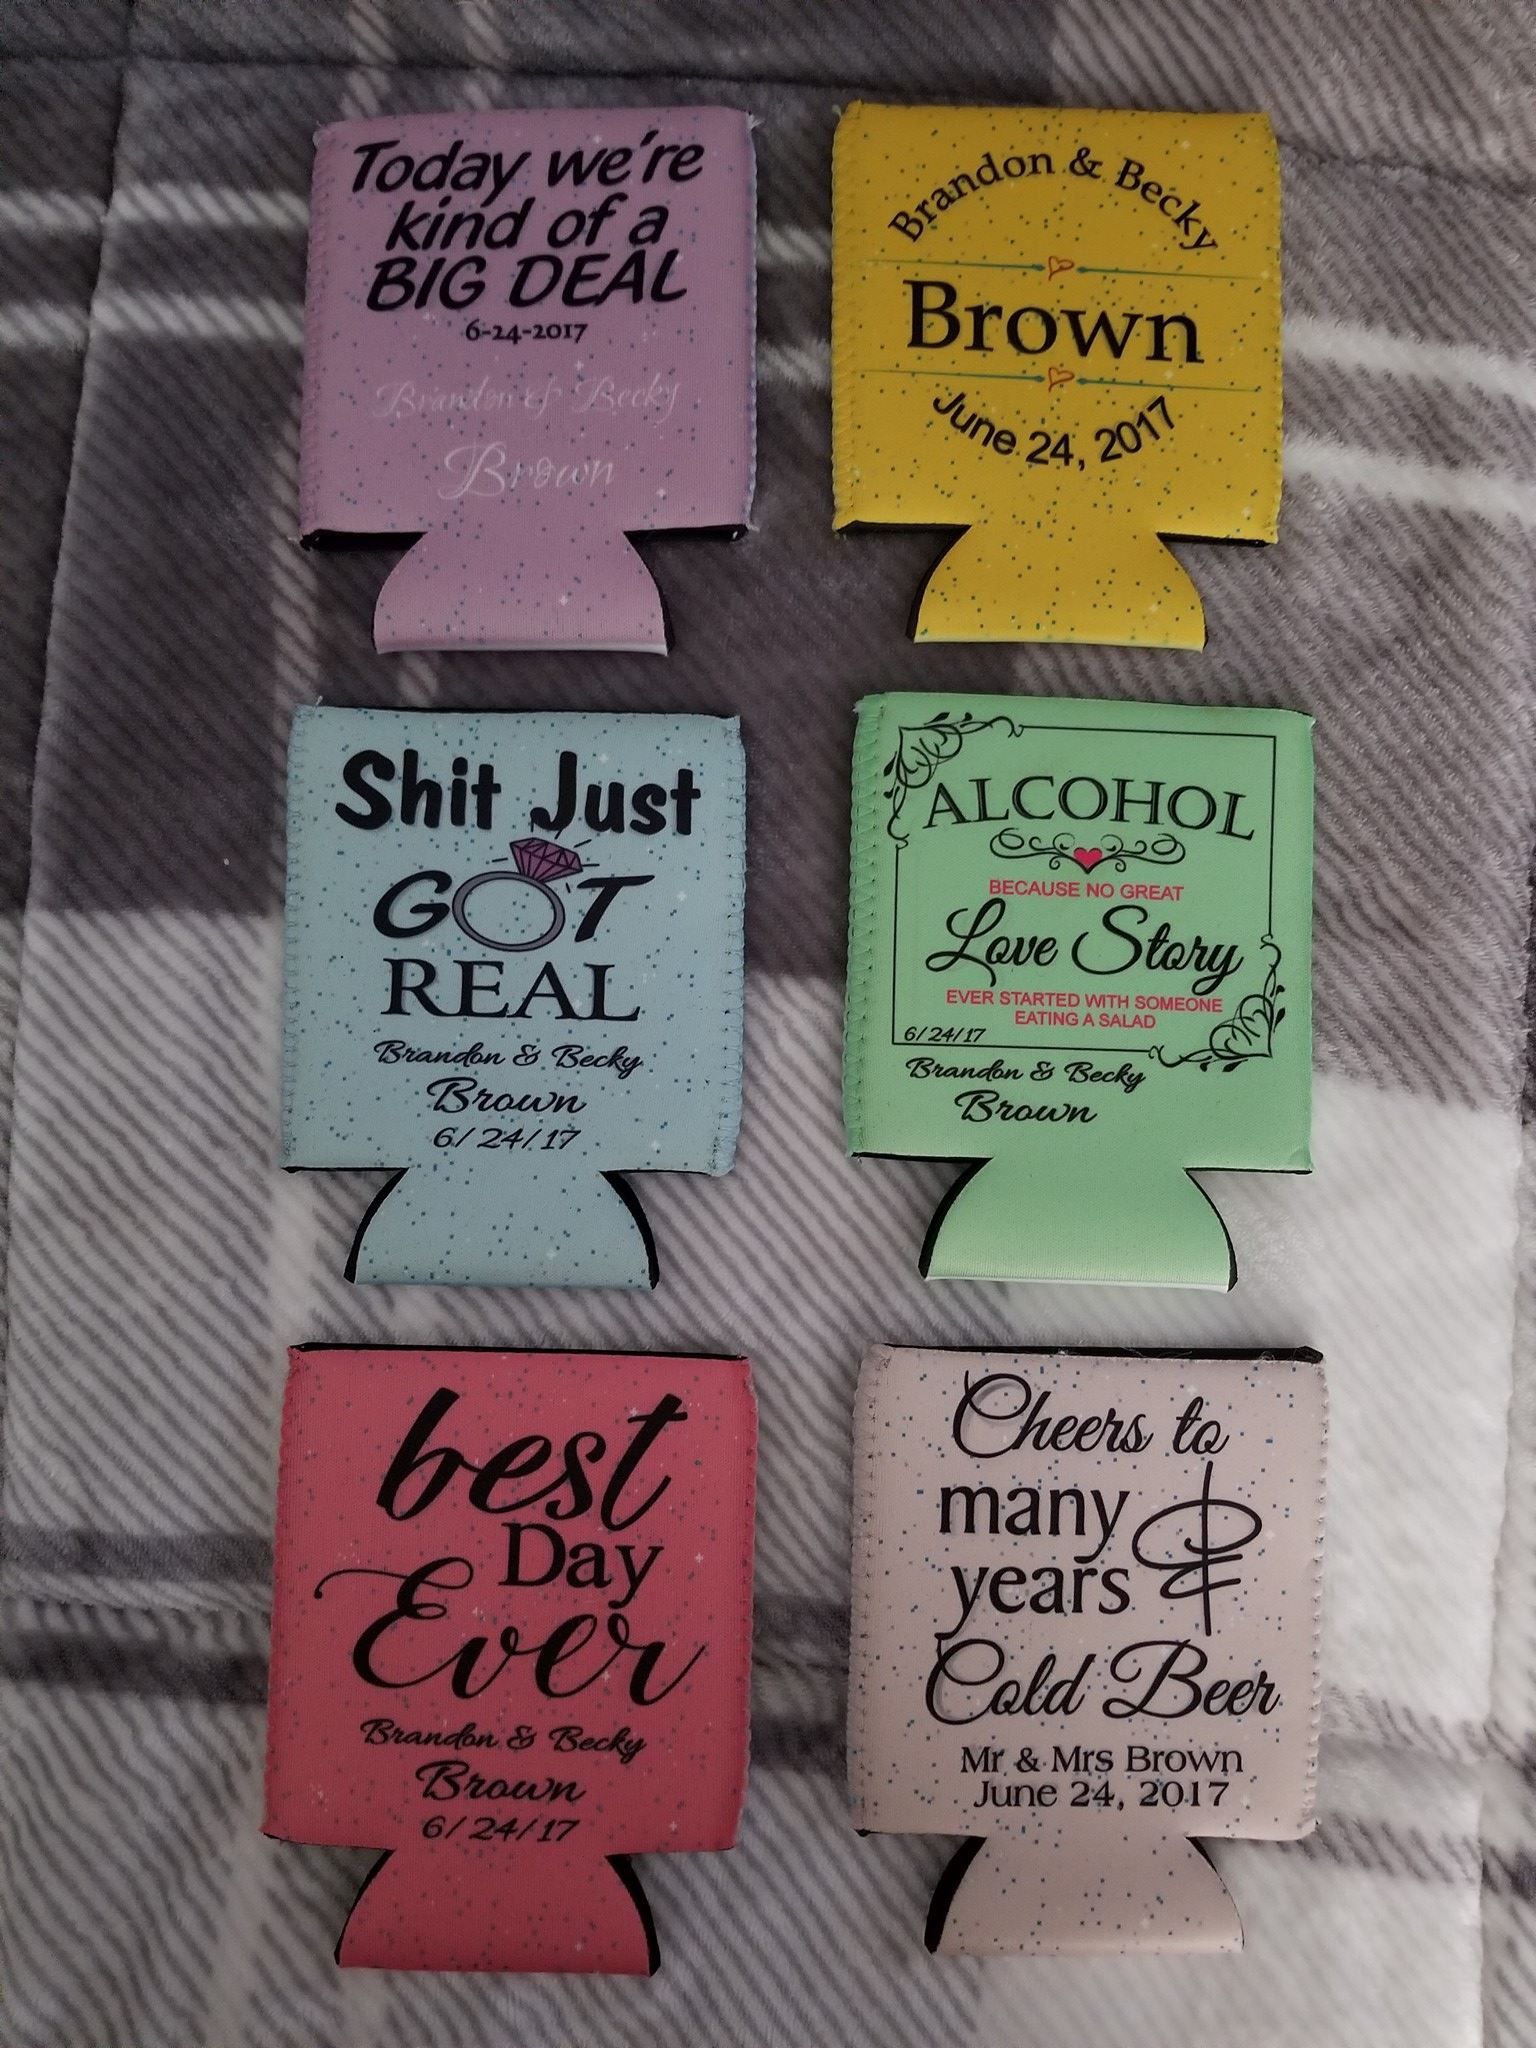 Today we're
kind of a
BIG DEAL
6-24-2017
Brandon & Becky
Brown
Brandon & Becky
Brown
June 24, 2017
Shit Just
GOT
REAL
Brandon & Becky
Brown
6/24/17
ALCOHOL
BECAUSE NO GREAT
Love Story
EVER STARTED WITH SOMEONE
EATING A SALAD
6/24/17
Brandon & Becky
Brown
best
Day
Ever
Brandon & Becky
Brown
6/24/17
Cheers to
many
years &
Cold Beer
Mr & Mrs Brown
June 24, 2017